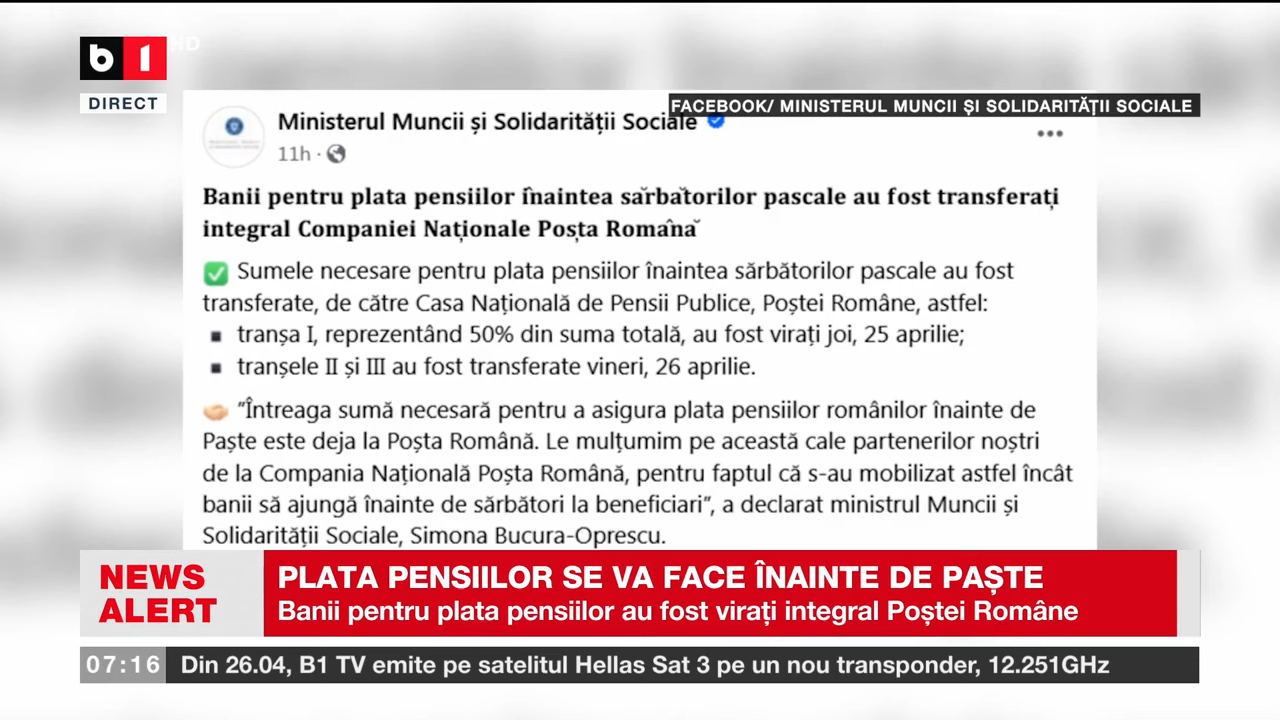 b 1 HD
DIRECT
FACEBOOK/ MINISTERUL MUNCII ȘI SOLIDARITĂȚII SOCIALE
Ministerul Muncii și Solidarității Sociale
11h ·
Banii pentru plata pensiilor înaintea sărbătorilor pascale au fost transferați
integral Companiei Naționale Poșta Română
✅ Sumele necesare pentru plata pensiilor înaintea sărbătorilor pascale au fost
transferate, de către Casa Națională de Pensii Publice, Poștei Române, astfel:
▪ tranșa I, reprezentând 50% din suma totală, au fost virați joi, 25 aprilie;
▪ tranșele II și III au fost transferate vineri, 26 aprilie.
🤝 ”Întreaga sumă necesară pentru a asigura plata pensiilor românilor înainte de
Paște este deja la Poșta Română. Le mulțumim pe această cale partenerilor noștri
de la Compania Națională Poșta Română, pentru faptul că s-au mobilizat astfel încât
banii să ajungă înainte de sărbători la beneficiari”, a declarat ministrul Muncii și
Solidarității Sociale, Simona Bucura-Oprescu.
NEWS
ALERT
PLATA PENSIILOR SE VA FACE ÎNAINTE DE PAȘTE
Banii pentru plata pensiilor au fost virați integral Poștei Române
07:16 Din 26.04, B1 TV emite pe satelitul Hellas Sat 3 pe un nou transponder, 12.251GHz